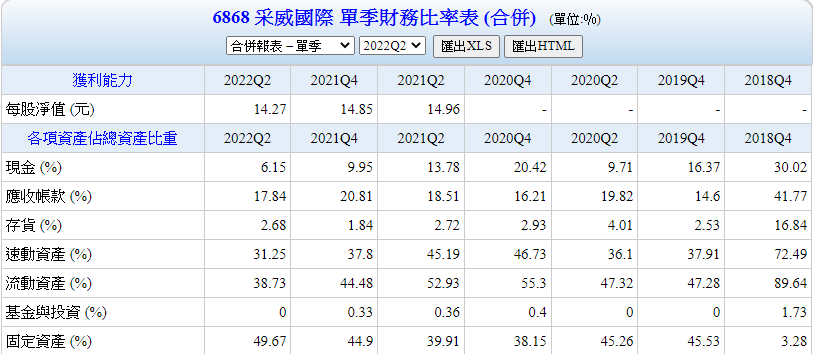 6868 采威國際 單季財務比率表 (合併) (單位:%)
合併報表 – 單季 2022Q2 匯出XLS 匯出HTML
獲利能力 2022Q2 2021Q4 2021Q2 2020Q4 2020Q2 2019Q4 2018Q4
每股淨值 (元) 14.27 14.85 14.96 - - - -
各項資產佔總資產比重 2022Q2 2021Q4 2021Q2 2020Q4 2020Q2 2019Q4 2018Q4
現金 (%) 6.15 9.95 13.78 20.42 9.71 16.37 30.02
應收帳款 (%) 17.84 20.81 18.51 16.21 19.82 14.6 41.77
存貨 (%) 2.68 1.84 2.72 2.93 4.01 2.53 16.84
速動資產 (%) 31.25 37.8 45.19 46.73 36.1 37.91 72.49
流動資產 (%) 38.73 44.48 52.93 55.3 47.32 47.28 89.64
基金與投資 (%) 0 0.33 0.36 0.4 0 0 1.73
固定資產 (%) 49.67 44.9 39.91 38.15 45.26 45.53 3.28